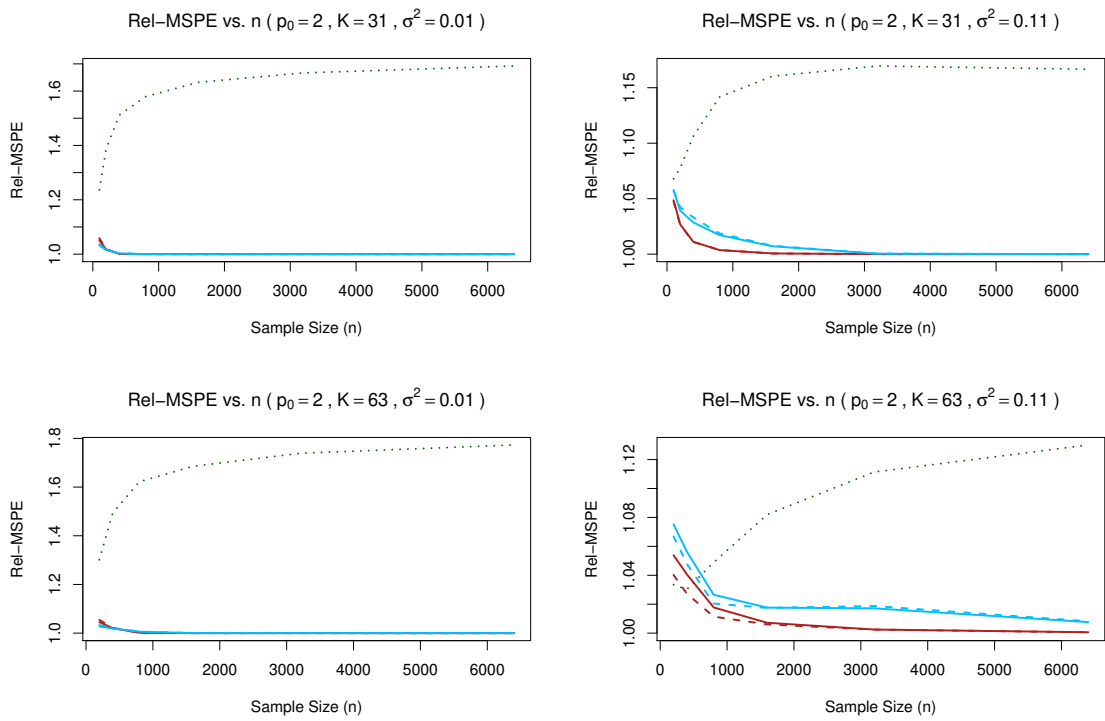 Rel−MSPE vs. n ( p₀ = 2 , K = 31 , σ² = 0.01 )
Rel−MSPE
1.0 1.2 1.4 1.6
0 1000 2000 3000 4000 5000 6000
Sample Size (n)
Rel−MSPE vs. n ( p₀ = 2 , K = 31 , σ² = 0.11 )
Rel−MSPE
1.00 1.05 1.10 1.15
0 1000 2000 3000 4000 5000 6000
Sample Size (n)
Rel−MSPE vs. n ( p₀ = 2 , K = 63 , σ² = 0.01 )
Rel−MSPE
1.0 1.2 1.4 1.6 1.8
0 1000 2000 3000 4000 5000 6000
Sample Size (n)
Rel−MSPE vs. n ( p₀ = 2 , K = 63 , σ² = 0.11 )
Rel−MSPE
1.00 1.04 1.08 1.12
0 1000 2000 3000 4000 5000 6000
Sample Size (n)